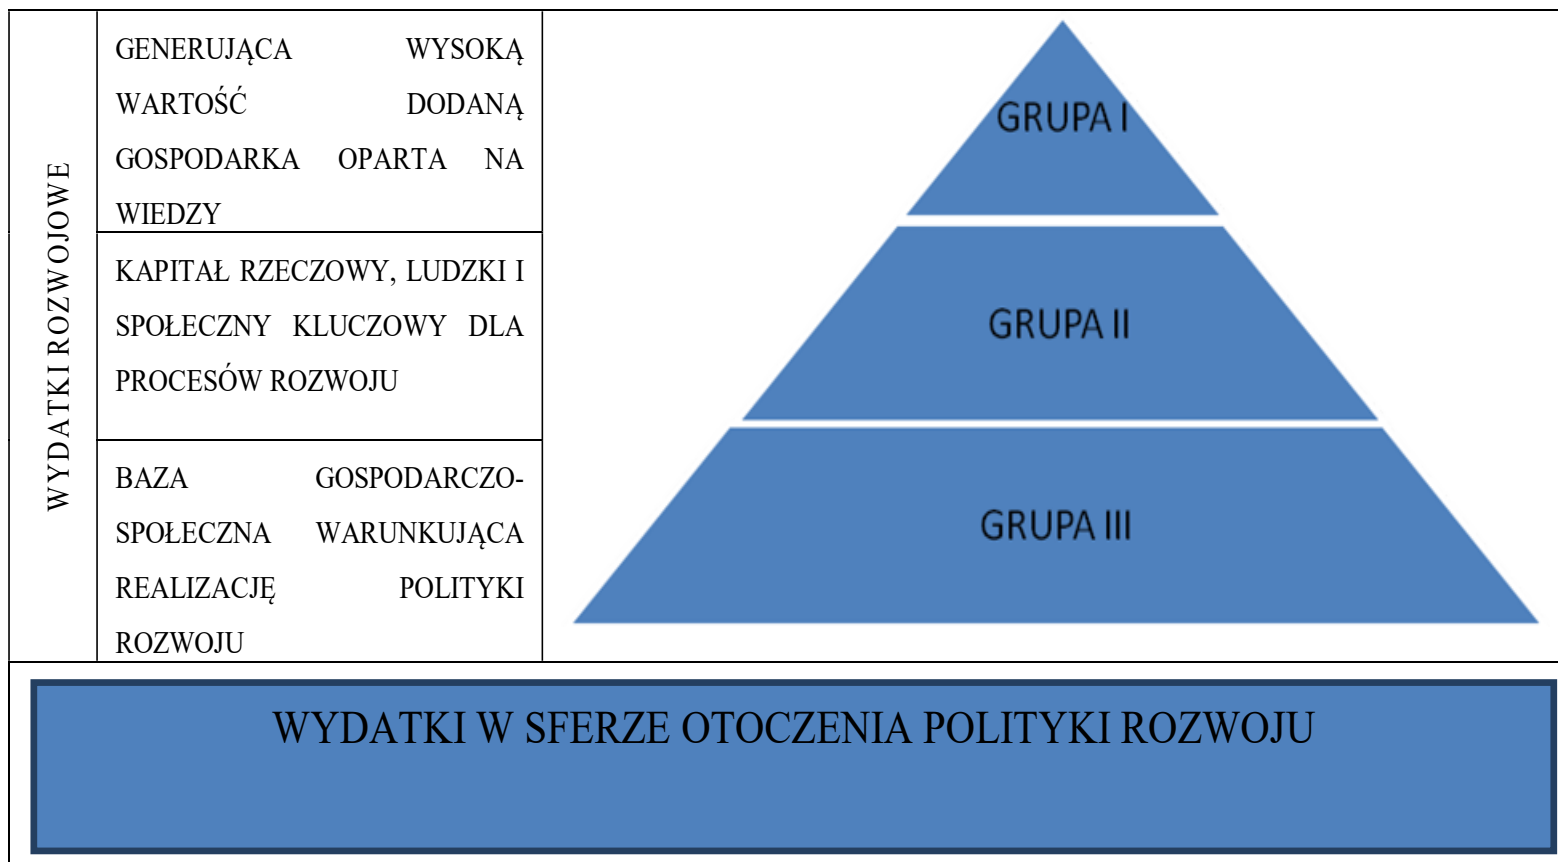 WYDATKI ROZWOJOWE
GENERUJĄCA WYSOKĄ
WARTOŚĆ DODANĄ
GOSPODARKA OPARTA NA
WIEDZY
GRUPA I
KAPITAŁ RZECZOWY, LUDZKI I
SPOŁECZNY KLUCZOWY DLA
PROCESÓW ROZWOJU
GRUPA II
BAZA GOSPODARCZO-
SPOŁECZNA WARUNKUJĄCA
REALIZACJĘ POLITYKI
ROZWOJU
GRUPA III
WYDATKI W SFERZE OTOCZENIA POLITYKI ROZWOJU